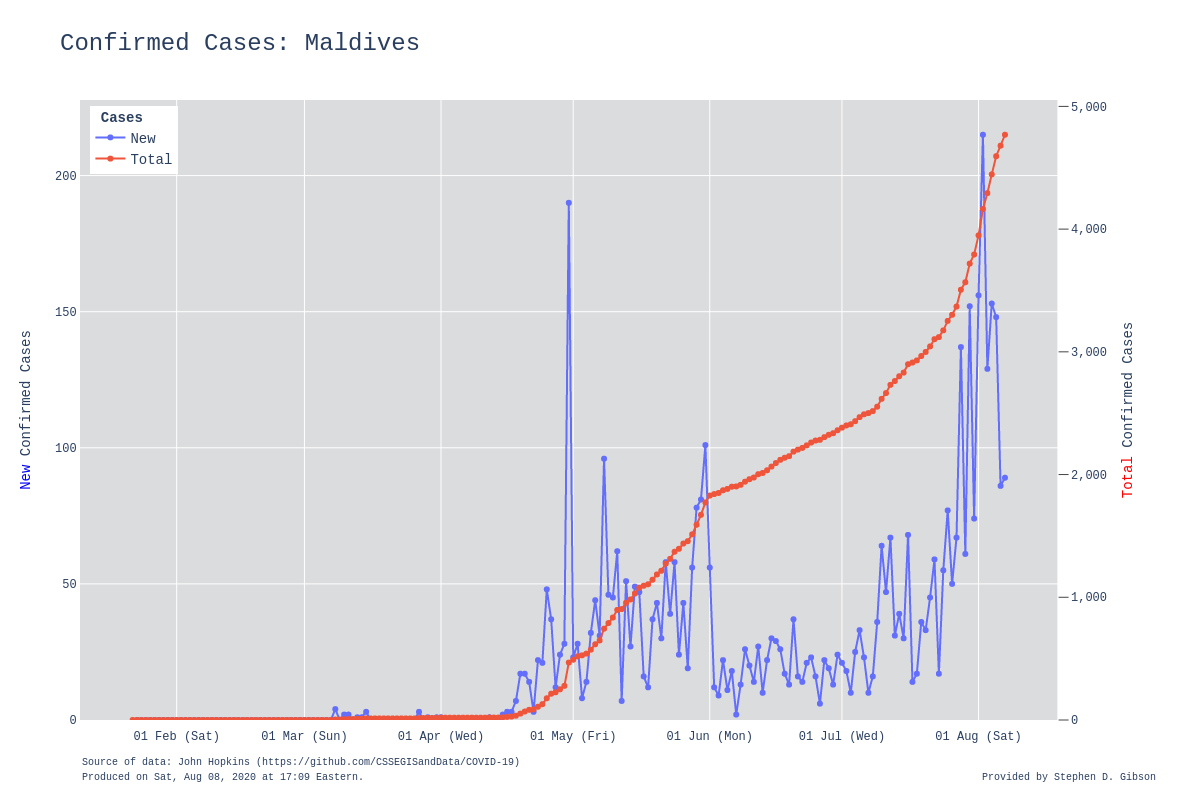 Confirmed Cases: Maldives
Cases
New
Total
200
150
100
50
0
5,000
4,000
3,000
2,000
1,000
0
New Confirmed Cases
Total Confirmed Cases
01 Feb (Sat)
01 Mar (Sun)
01 Apr (Wed)
01 May (Fri)
01 Jun (Mon)
01 Jul (Wed)
01 Aug (Sat)
Source of data: John Hopkins (https://github.com/CSSEGISandData/COVID-19)
Produced on Sat, Aug 08, 2020 at 17:09 Eastern.
Provided by Stephen D. Gibson